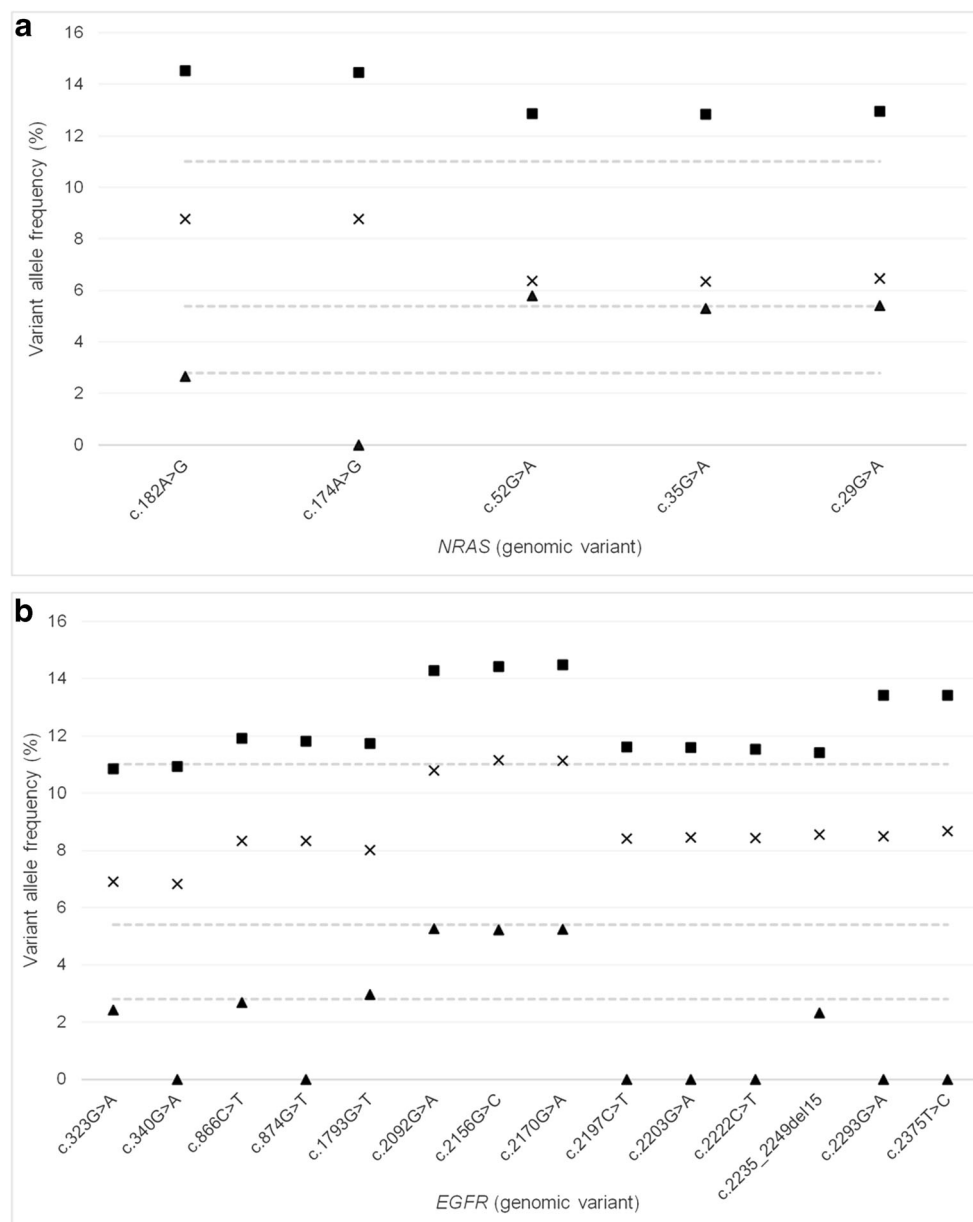 a
16
14
12
10
8
6
4
2
0
Variant allele frequency (%)
c.182A>G
c.174A>G
c.52G>A
c.35G>A
c.29G>A
NRAS (genomic variant)
b
16
14
12
10
8
6
4
2
0
Variant allele frequency (%)
c.323G>A
c.340G>A
c.866C>T
c.874G>T
c.1793G>T
c.2092G>A
c.2156G>C
c.2170G>A
c.2197C>T
c.2203G>A
c.2222C>T
c.2235_2249del15
c.2293G>A
c.2375T>C
EGFR (genomic variant)